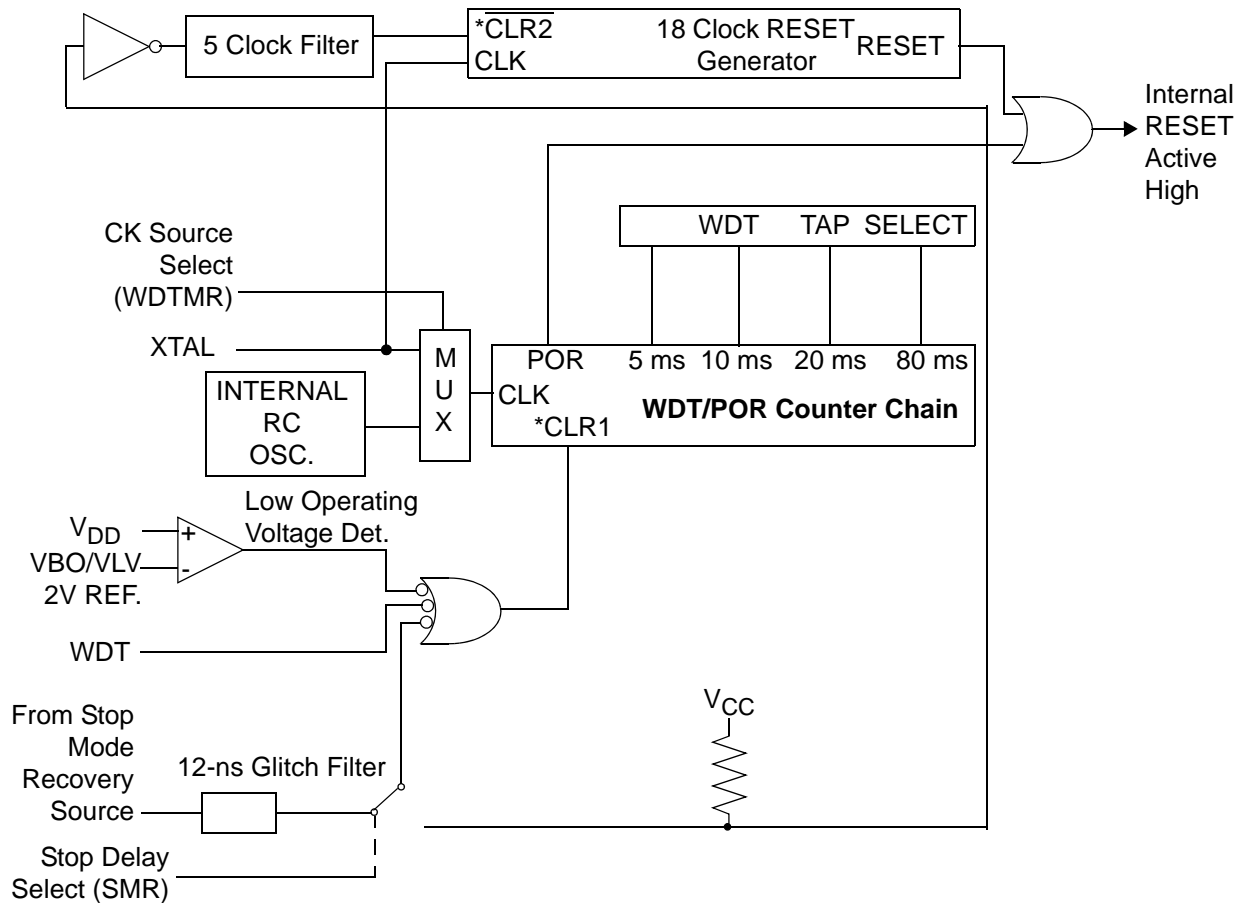 5 Clock Filter
*CLR2
CLK
18 Clock RESET
Generator
RESET
Internal
RESET
Active
High
WDT TAP SELECT
CK Source
Select
(WDTMR)
XTAL
M
U
X
INTERNAL
RC
OSC.
POR 5 ms 10 ms 20 ms 80 ms
CLK
WDT/POR Counter Chain
*CLR1
Low Operating
Voltage Det.
VDD
+
VBO/VLV
-
2V REF.
WDT
From Stop
Mode
Recovery
Source
12-ns Glitch Filter
VCC
Stop Delay
Select (SMR)